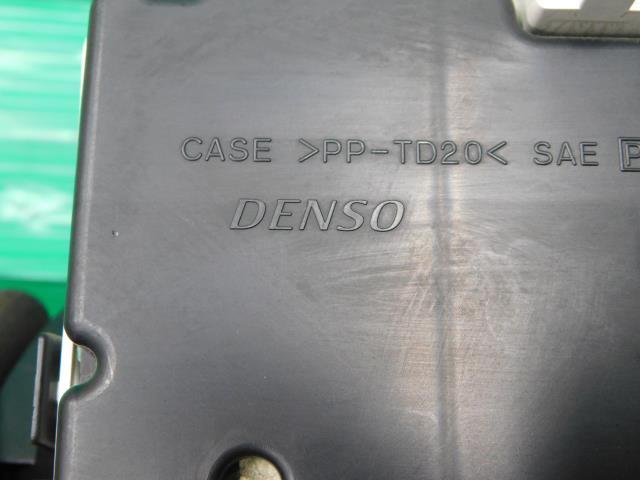 CASE >PP-TD20< SAE P
DENSO